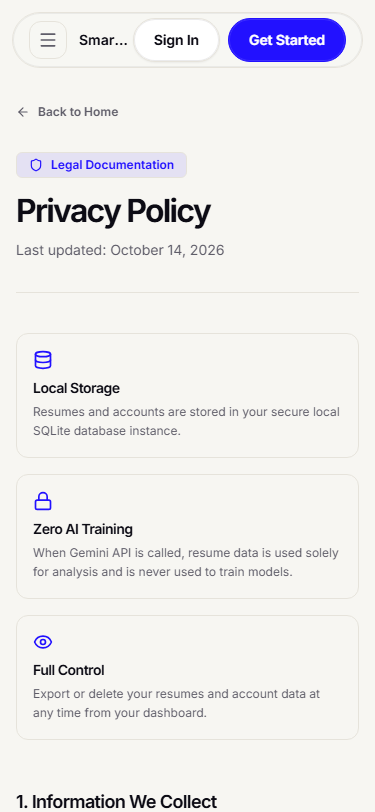 Smar...
Sign In
Get Started
Back to Home
Legal Documentation
Privacy Policy
Last updated: October 14, 2026
Local Storage
Resumes and accounts are stored in your secure local
SQLite database instance.
Zero AI Training
When Gemini API is called, resume data is used solely
for analysis and is never used to train models.
Full Control
Export or delete your resumes and account data at
any time from your dashboard.
1. Information We Collect